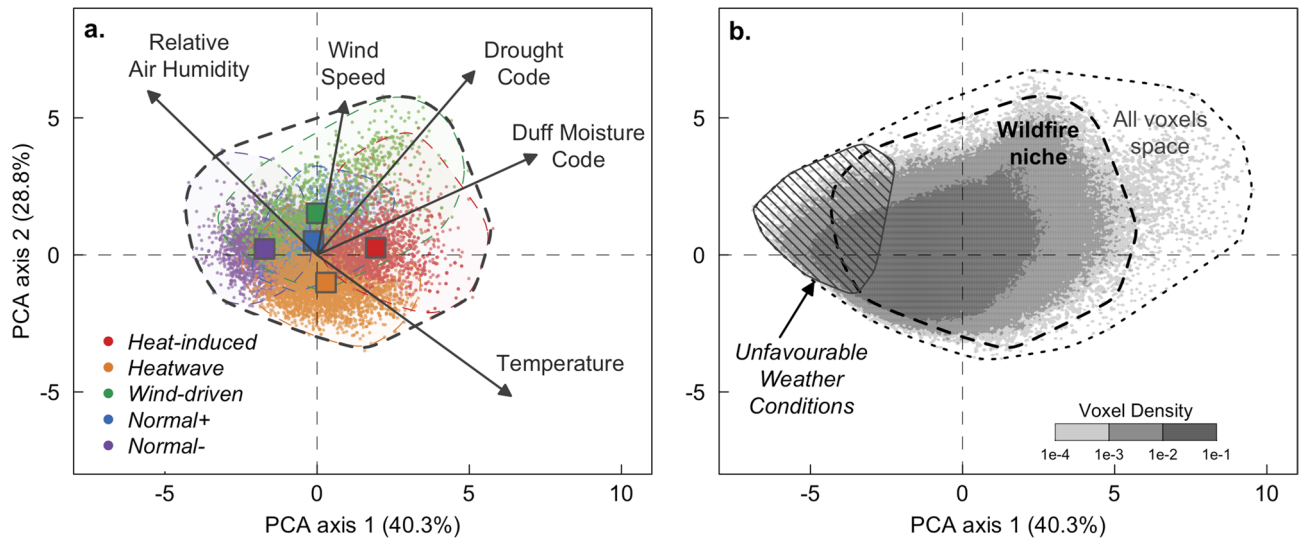 a.
Relative
Air Humidity
Wind
Speed
Drought
Code
Duff Moisture
Code
Temperature
5
0
-5
PCA axis 2 (28.8%)
Heat-induced
Heatwave
Wind-driven
Normal+
Normal-
-5
0
5
10
PCA axis 1 (40.3%)
b.
Wildfire
niche
All voxels
space
5
0
-5
Unfavourable
Weather
Conditions
Voxel Density
1e-4
1e-3
1e-2
1e-1
-5
0
5
10
PCA axis 1 (40.3%)